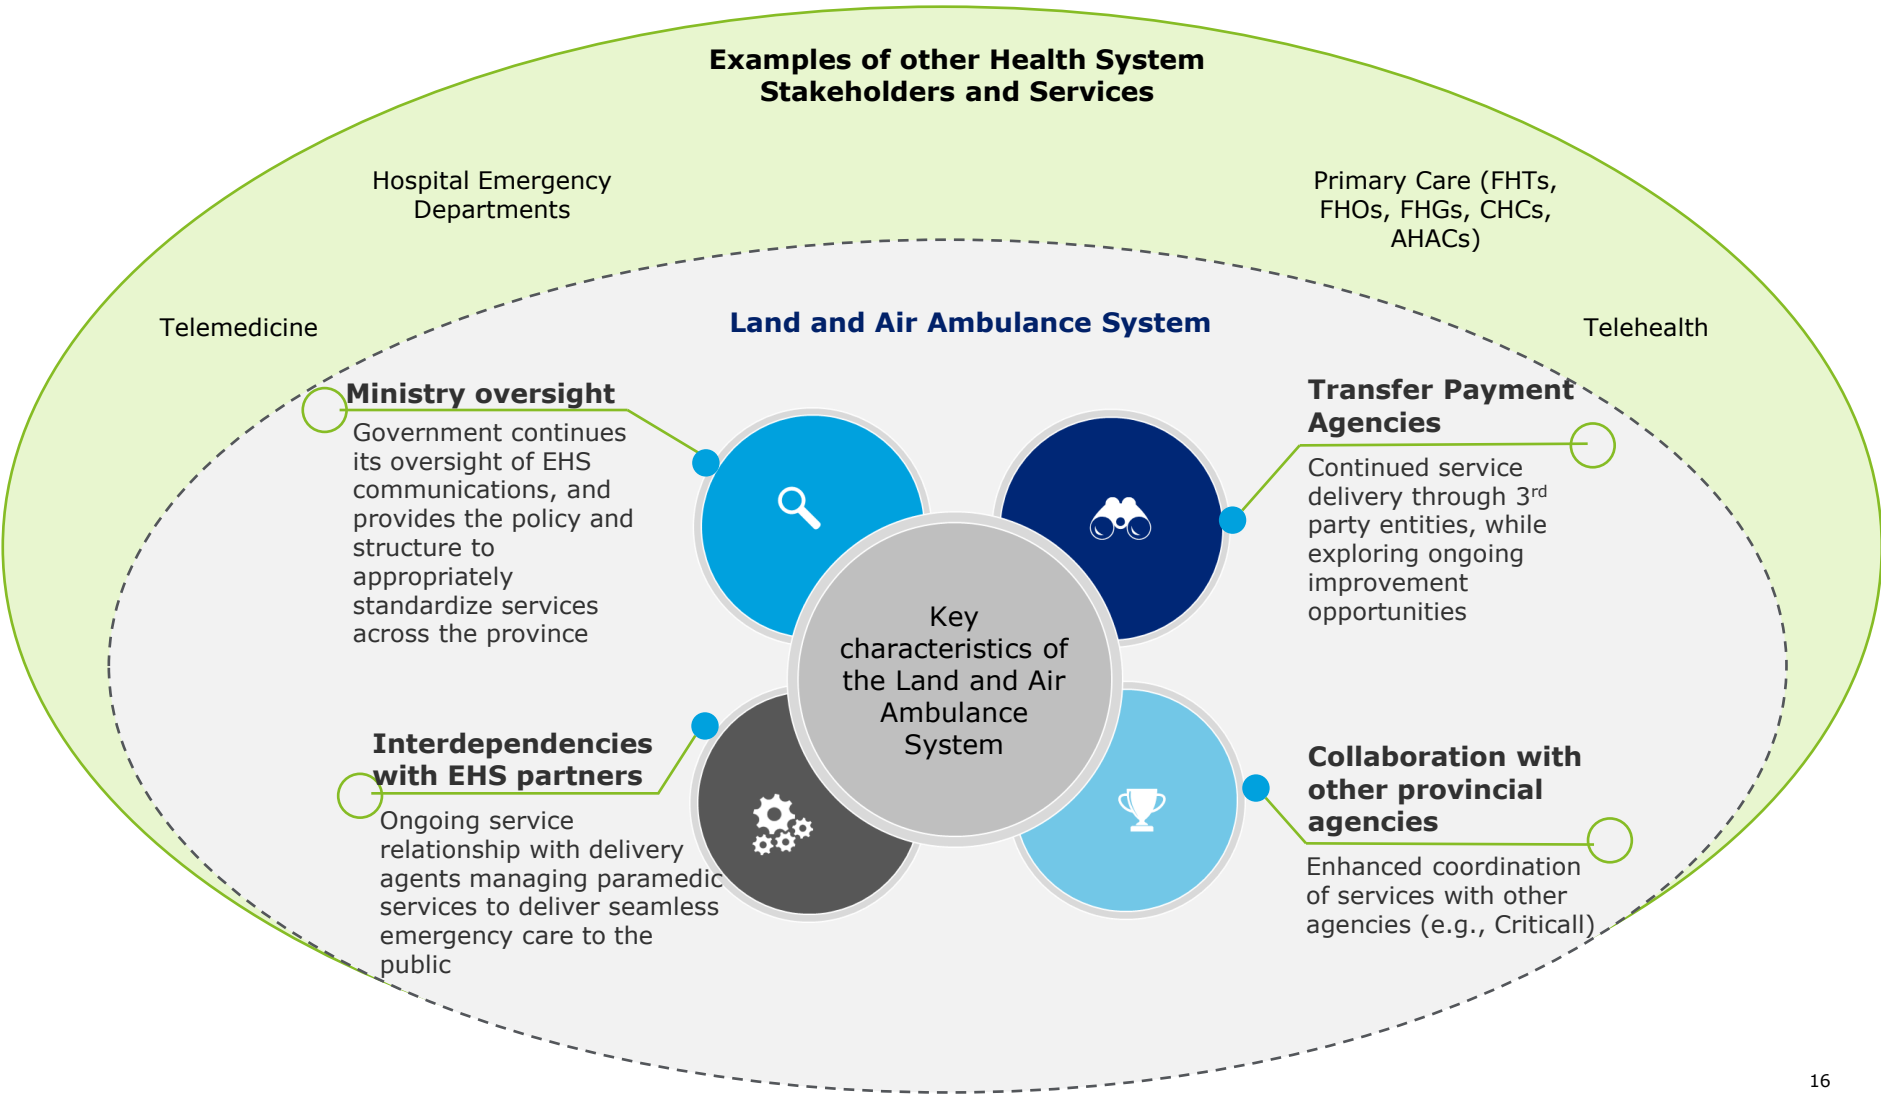 Examples of other Health System
Stakeholders and Services
Hospital Emergency
Departments
Primary Care (FHTs,
FHOs, FHGs, CHCs,
AHACs)
Telemedicine
Telehealth
Land and Air Ambulance System
Ministry oversight
Government continues
its oversight of EHS
communications, and
provides the policy and
structure to
appropriately
standardize services
across the province
Transfer Payment
Agencies
Continued service
delivery through 3rd
party entities, while
exploring ongoing
improvement
opportunities
Key
characteristics of
the Land and Air
Ambulance
System
Interdependencies
with EHS partners
Ongoing service
relationship with delivery
agents managing paramedic
services to deliver seamless
emergency care to the
public
Collaboration with
other provincial
agencies
Enhanced coordination
of services with other
agencies (e.g., Criticall)
16